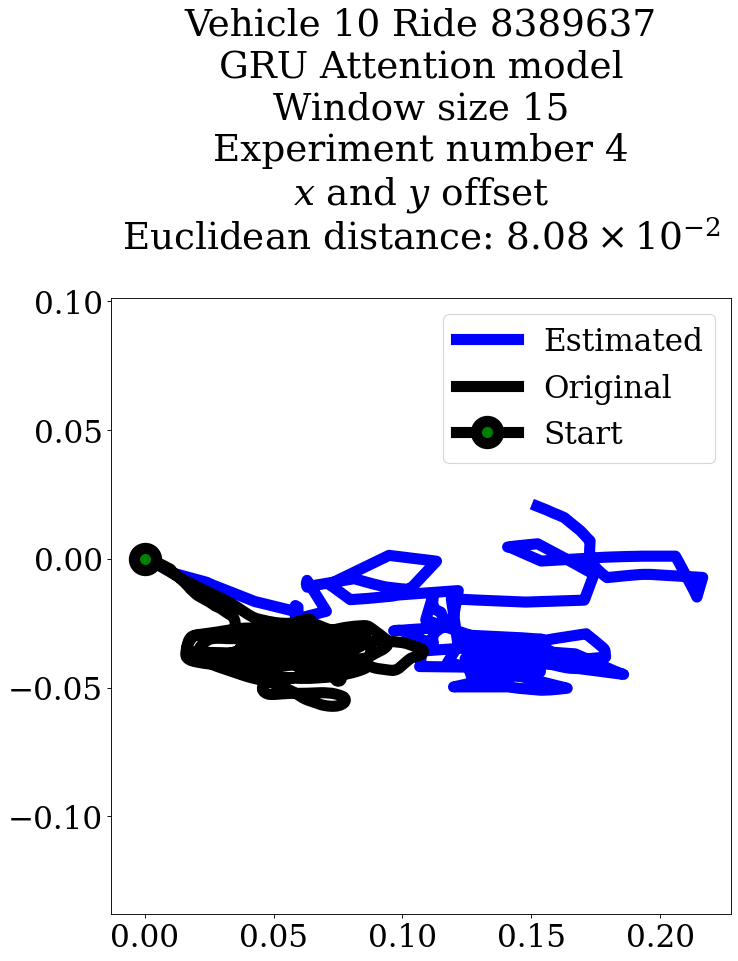 Vehicle 10 Ride 8389637
GRU Attention model
Window size 15
Experiment number 4
x and y offset
Euclidean distance: 8.08 × 10⁻²
Estimated
Original
Start
0.10
0.05
0.00
−0.05
−0.10
0.00 0.05 0.10 0.15 0.20